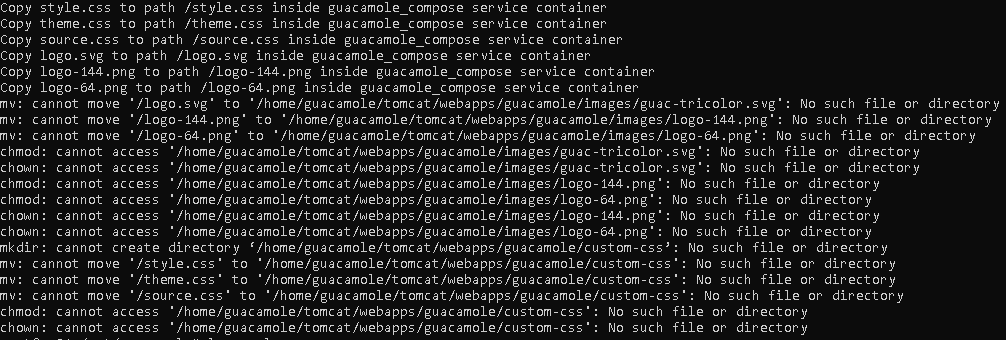 Copy style.css to path /style.css inside guacamole_compose service container
Copy theme.css to path /theme.css inside guacamole_compose service container
Copy source.css to path /source.css inside guacamole_compose service container
Copy logo.svg to path /logo.svg inside guacamole_compose service container
Copy logo-144.png to path /logo-144.png inside guacamole_compose service container
Copy logo-64.png to path /logo-64.png inside guacamole_compose service container
mv: cannot move '/logo.svg' to '/home/guacamole/tomcat/webapps/guacamole/images/guac-tricolor.svg': No such file or directory
mv: cannot move '/logo-144.png' to '/home/guacamole/tomcat/webapps/guacamole/images/logo-144.png': No such file or directory
mv: cannot move '/logo-64.png' to '/home/guacamole/tomcat/webapps/guacamole/images/logo-64.png': No such file or directory
chmod: cannot access '/home/guacamole/tomcat/webapps/guacamole/images/guac-tricolor.svg': No such file or directory
chown: cannot access '/home/guacamole/tomcat/webapps/guacamole/images/guac-tricolor.svg': No such file or directory
chmod: cannot access '/home/guacamole/tomcat/webapps/guacamole/images/logo-144.png': No such file or directory
chmod: cannot access '/home/guacamole/tomcat/webapps/guacamole/images/logo-64.png': No such file or directory
chown: cannot access '/home/guacamole/tomcat/webapps/guacamole/images/logo-144.png': No such file or directory
chown: cannot access '/home/guacamole/tomcat/webapps/guacamole/images/logo-64.png': No such file or directory
mkdir: cannot create directory ‘/home/guacamole/tomcat/webapps/guacamole/custom-css’: No such file or directory
mv: cannot move '/style.css' to '/home/guacamole/tomcat/webapps/guacamole/custom-css': No such file or directory
mv: cannot move '/theme.css' to '/home/guacamole/tomcat/webapps/guacamole/custom-css': No such file or directory
mv: cannot move '/source.css' to '/home/guacamole/tomcat/webapps/guacamole/custom-css': No such file or directory
chmod: cannot access '/home/guacamole/tomcat/webapps/guacamole/custom-css': No such file or directory
chown: cannot access '/home/guacamole/tomcat/webapps/guacamole/custom-css': No such file or directory